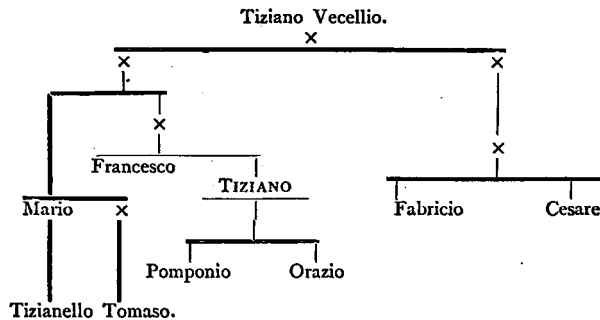 Tiziano Vecellio.
×
× ×
× ×
Francesco
TIZIANO
Mario × Fabricio Cesare
Pomponio Orazio
Tizianello Tomaso.